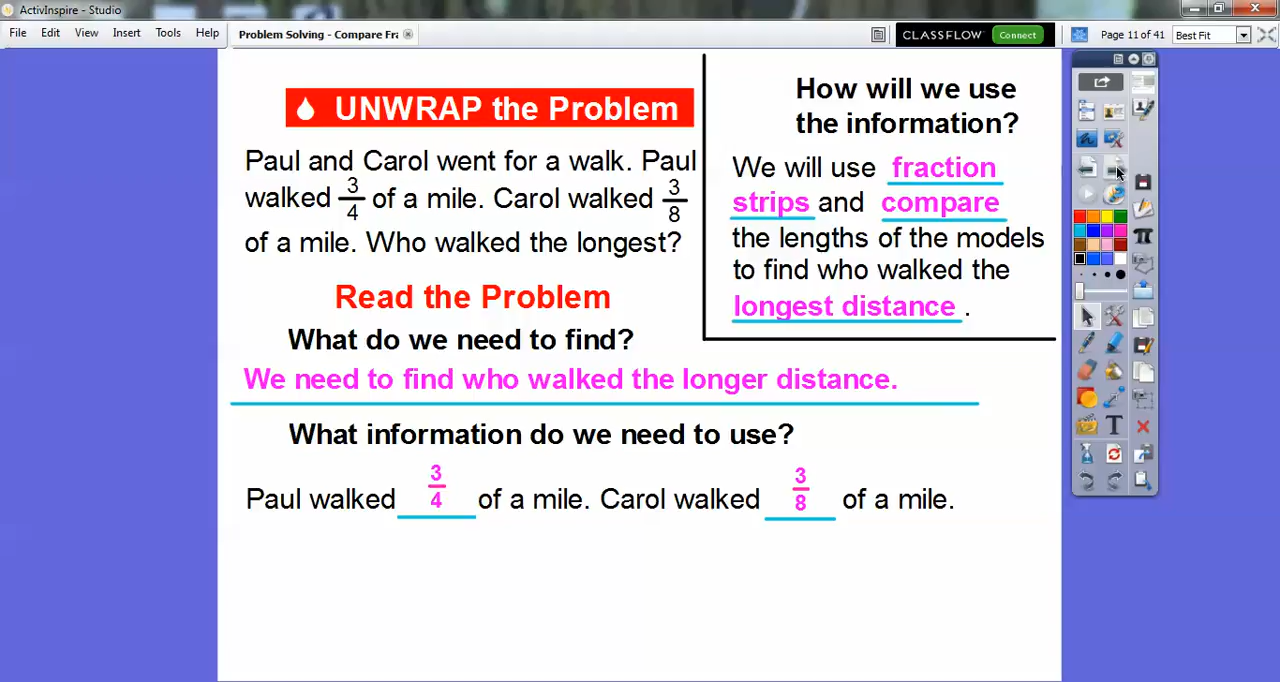 ActivInspire - Studio
File Edit View Insert Tools Help
Problem Solving - Compare Fra
CLASSFLOW Connect
Page 11 of 41
Best Fit
UNWRAP the Problem
Paul and Carol went for a walk. Paul
walked 3/4 of a mile. Carol walked 3/8
of a mile. Who walked the longest?
Read the Problem
What do we need to find?
We need to find who walked the longer distance.
What information do we need to use?
Paul walked 3/4 of a mile. Carol walked 3/8 of a mile.
How will we use
the information?
We will use fraction
strips and compare
the lengths of the models
to find who walked the
longest distance.